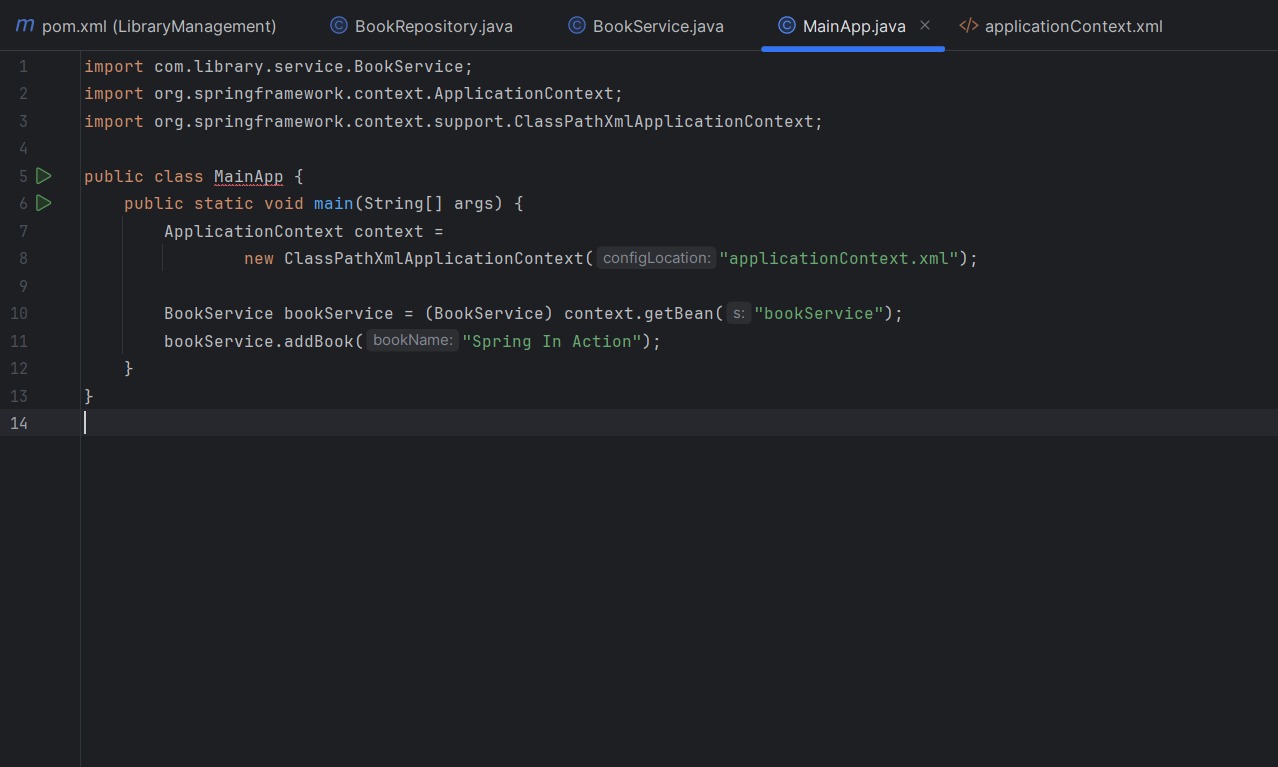 m pom.xml (LibraryManagement) © BookRepository.java © BookService.java © MainApp.java × </> applicationContext.xml
1 import com.library.service.BookService;
2 import org.springframework.context.ApplicationContext;
3 import org.springframework.context.support.ClassPathXmlApplicationContext;
4
5 public class MainApp {
6 public static void main(String[] args) {
7 ApplicationContext context =
8 new ClassPathXmlApplicationContext( configLocation: "applicationContext.xml");
9
10 BookService bookService = (BookService) context.getBean( s: "bookService");
11 bookService.addBook( bookName: "Spring In Action");
12 }
13 }
14